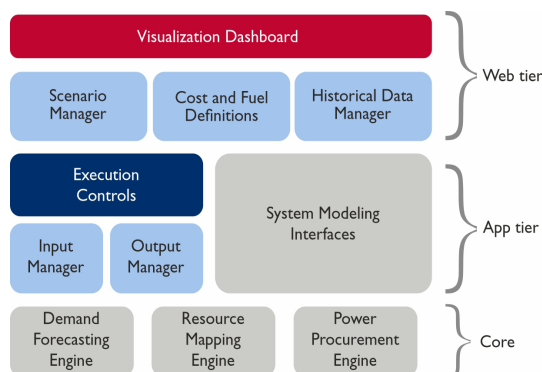 Visualization Dashboard
Scenario
Manager
Cost and Fuel
Definitions
Historical Data
Manager
Web tier
Execution
Controls
Input
Manager
Output
Manager
System Modeling
Interfaces
App tier
Demand
Forecasting
Engine
Resource
Mapping
Engine
Power
Procurement
Engine
Core